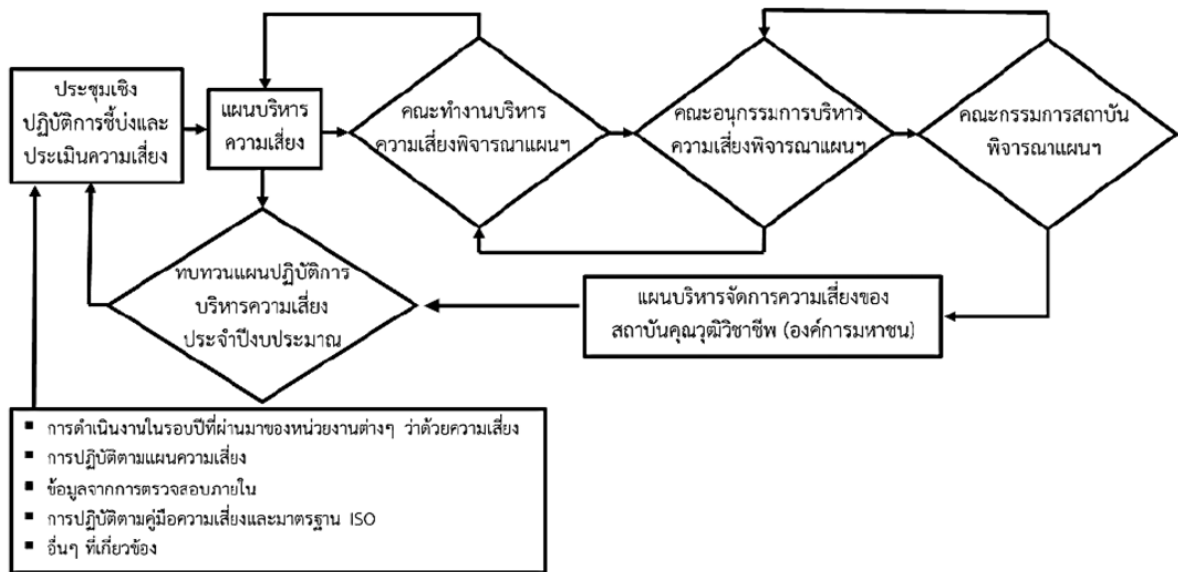 ประชุมเชิง
ปฏิบัติการชี้บ่งและ
ประเมินความเสี่ยง
แผนบริหาร
ความเสี่ยง
คณะทำงานบริหาร
ความเสี่ยงพิจารณาแผนฯ
คณะอนุกรรมการบริหาร
ความเสี่ยงพิจารณาแผนฯ
คณะกรรมการสถาบัน
พิจารณาแผนฯ
ทบทวนแผนปฏิบัติการ
บริหารความเสี่ยง
ประจำปีงบประมาณ
แผนบริหารจัดการความเสี่ยงของ
สถาบันคุณวุฒิวิชาชีพ (องค์การมหาชน)
▪ การดำเนินงานในรอบปีที่ผ่านมาของหน่วยงานต่างๆ ว่าด้วยความเสี่ยง
▪ การปฏิบัติตามแผนความเสี่ยง
▪ ข้อมูลจากการตรวจสอบภายใน
▪ การปฏิบัติตามคู่มือความเสี่ยงและมาตรฐาน ISO
▪ อื่นๆ ที่เกี่ยวข้อง